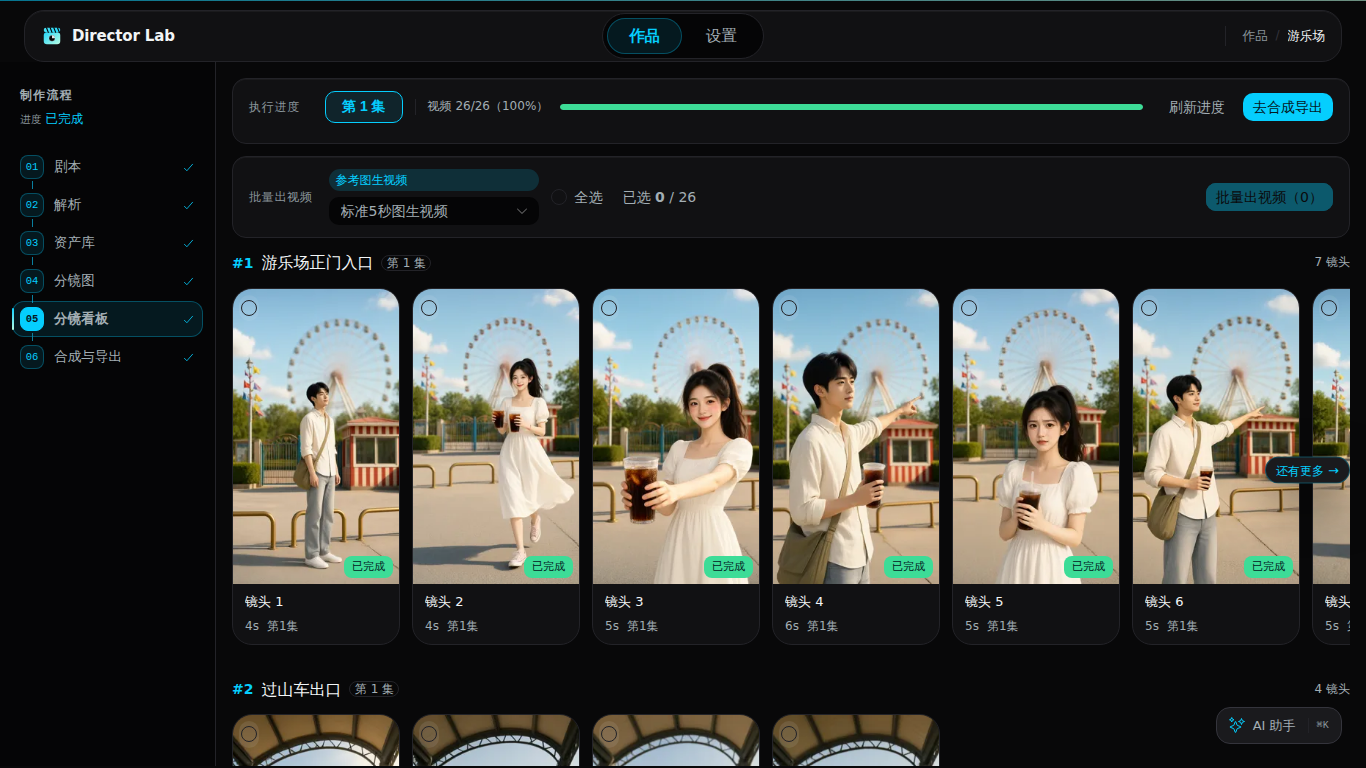 Director Lab
作品
设置
作品 / 游乐场
制作流程
进度 已完成
01 剧本
02 解析
03 资产库
04 分镜图
05 分镜看板
06 合成与导出
执行进度
第 1 集
视频 26/26（100%）
刷新进度
去合成导出
批量出视频
参考图生视频
标准5秒图生视频
全选
已选 0 / 26
批量出视频（0）
#1 游乐场正门入口 第 1 集
7 镜头
已完成
已完成
已完成
已完成
已完成
已完成
还有更多 →
镜头 1
4s 第1集
镜头 2
4s 第1集
镜头 3
5s 第1集
镜头 4
6s 第1集
镜头 5
5s 第1集
镜头 6
5s 第1集
镜头
5s
#2 过山车出口 第 1 集
4 镜头
AI 助手 ⌘K